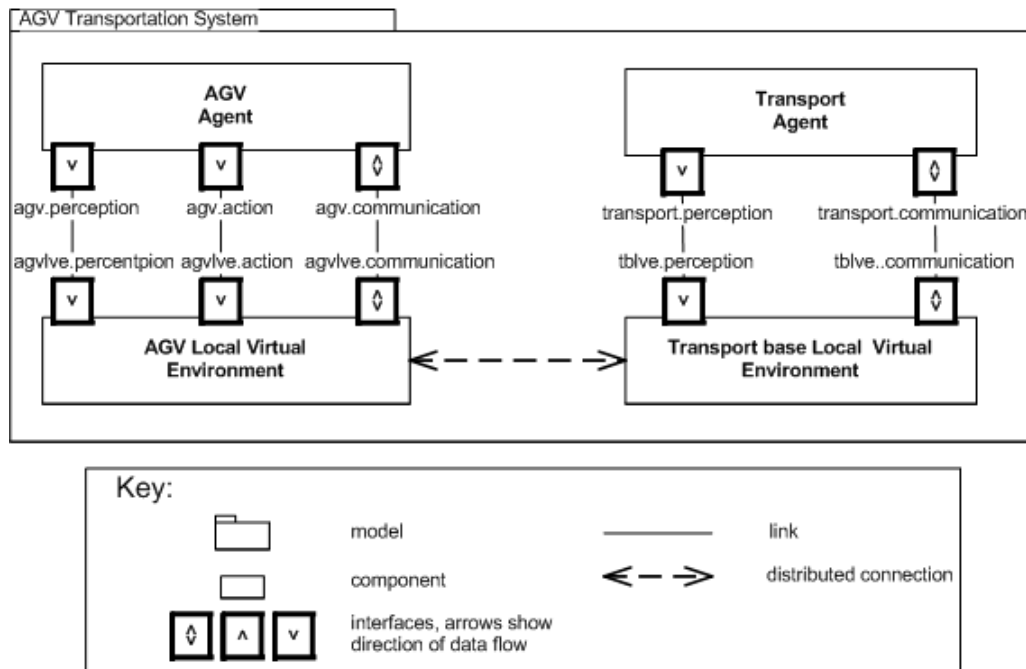 AGV Transportation System
AGV
Agent
Transport
Agent
agv.perception
agv.action
agv.communication
transport.perception
transport.communication
agvlve.percentpion
agvlve.action
agvlve.communication
tblve.perception
tblve..communication
AGV Local Virtual
Environment
Transport base Local Virtual
Environment
Key:
model
link
component
distributed connection
interfaces, arrows show
direction of data flow